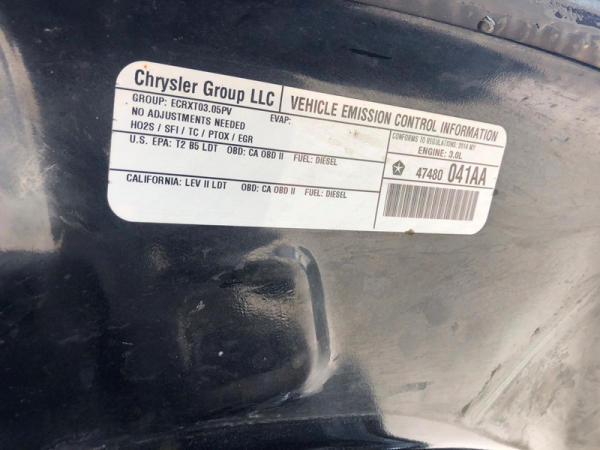 Chrysler Group LLC
VEHICLE EMISSION CONTROL INFORMATION
GROUP: ECRXT03.05PV EVAP:
NO ADJUSTMENTS NEEDED
HO2S / SFI / TC / PTOX / EGR
U.S. EPA: T2 B5 LDT OBD: CA OBD II FUEL: DIESEL
CALIFORNIA: LEV II LDT OBD: CA OBD II FUEL: DIESEL
CONFORMS TO REGULATIONS: 2014 MY
ENGINE: 3.0L
47480 041AA